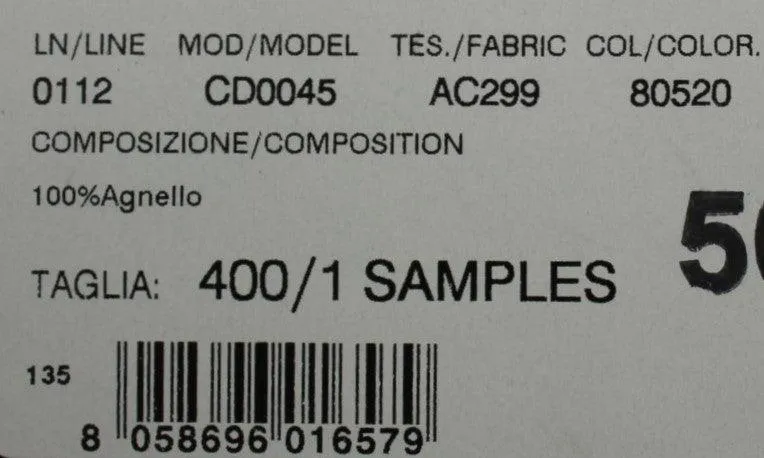 LN/LINE MOD/MODEL TES./FABRIC COL/COLOR.
0112 CD0045 AC299 80520
COMPOSIZIONE/COMPOSITION
100%Agnello
TAGLIA: 400/1 SAMPLES
135
8 058696 016579